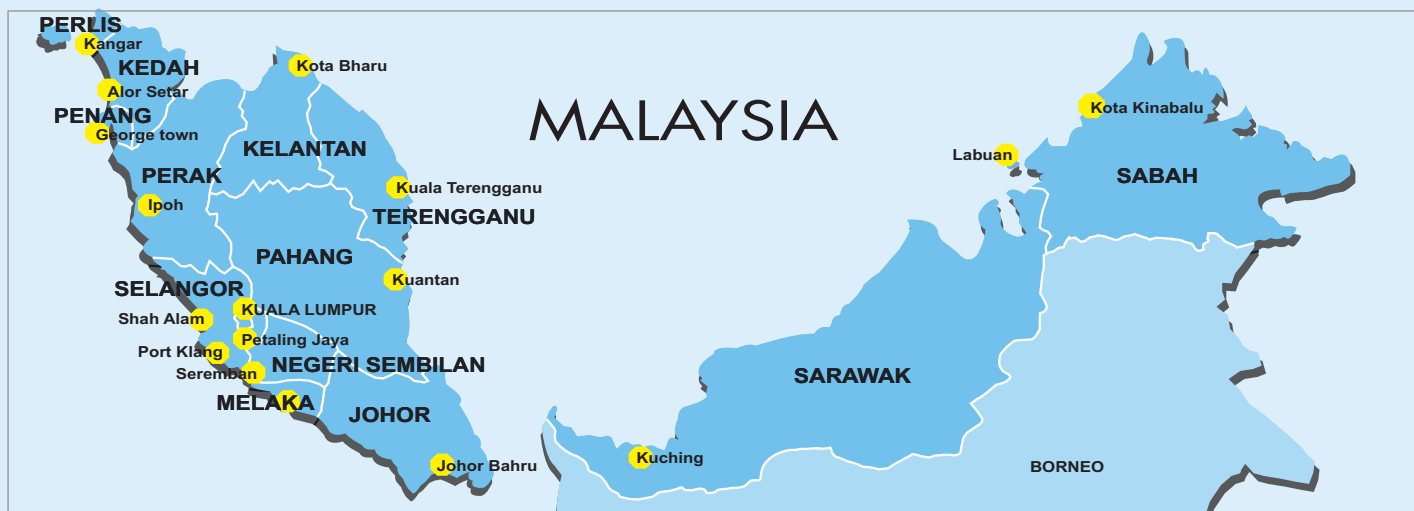 PERLIS
Kangar
KEDAH
Kota Bharu
Alor Setar
PENANG
George town
MALAYSIA
Kota Kinabalu
KELANTAN
Labuan
PERAK
SABAH
Kuala Terengganu
Ipoh
TERENGGANU
PAHANG
Kuantan
SELANGOR
KUALA LUMPUR
Shah Alam
Petaling Jaya
Port Klang
NEGERI SEMBILAN
Seremban
SARAWAK
MELAKA
JOHOR
Kuching
Johor Bahru
BORNEO